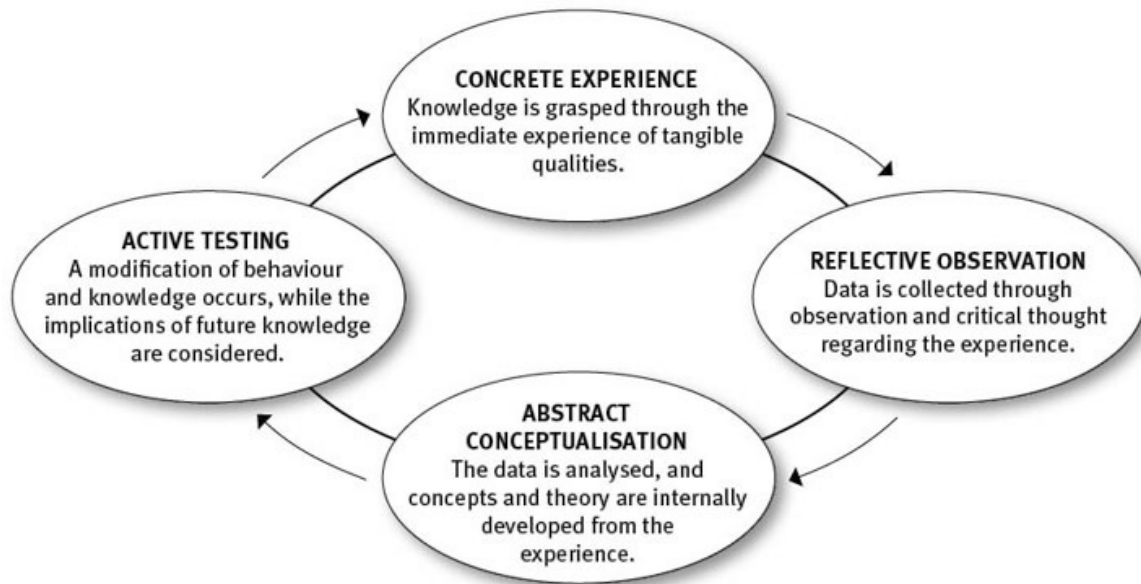 CONCRETE EXPERIENCE
Knowledge is grasped through the
immediate experience of tangible
qualities.
ACTIVE TESTING
A modification of behaviour
and knowledge occurs, while the
implications of future knowledge
are considered.
REFLECTIVE OBSERVATION
Data is collected through
observation and critical thought
regarding the experience.
ABSTRACT
CONCEPTUALISATION
The data is analysed, and
concepts and theory are internally
developed from the
experience.